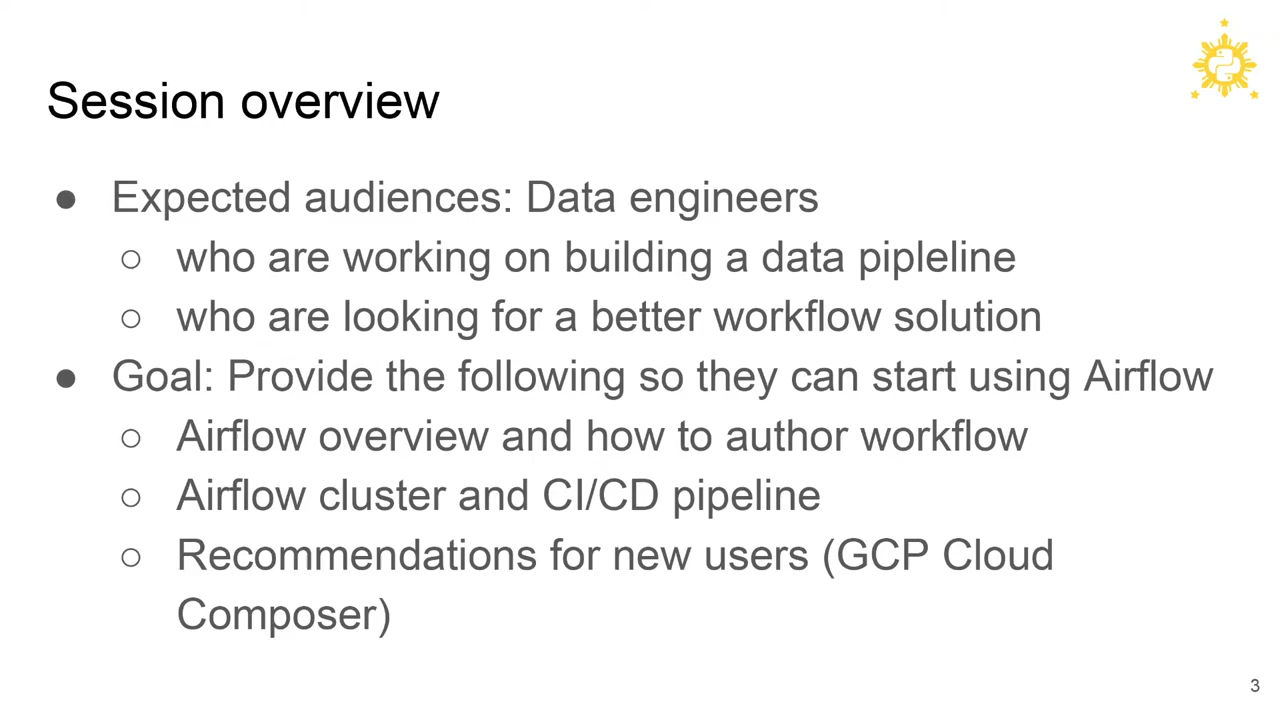 Session overview
● Expected audiences: Data engineers
○ who are working on building a data pipleline
○ who are looking for a better workflow solution
● Goal: Provide the following so they can start using Airflow
○ Airflow overview and how to author workflow
○ Airflow cluster and CI/CD pipeline
○ Recommendations for new users (GCP Cloud
Composer)
3